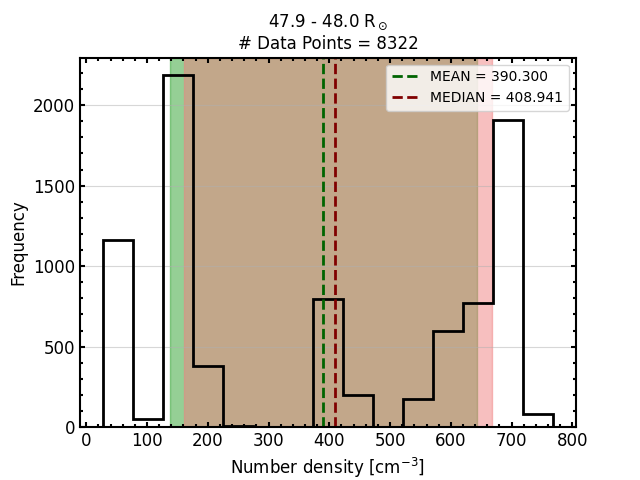 47.9 - 48.0 R⊙
# Data Points = 8322
MEAN = 390.300
MEDIAN = 408.941
Frequency
2000
1500
1000
500
0
0 100 200 300 400 500 600 700 800
Number density [cm⁻³]